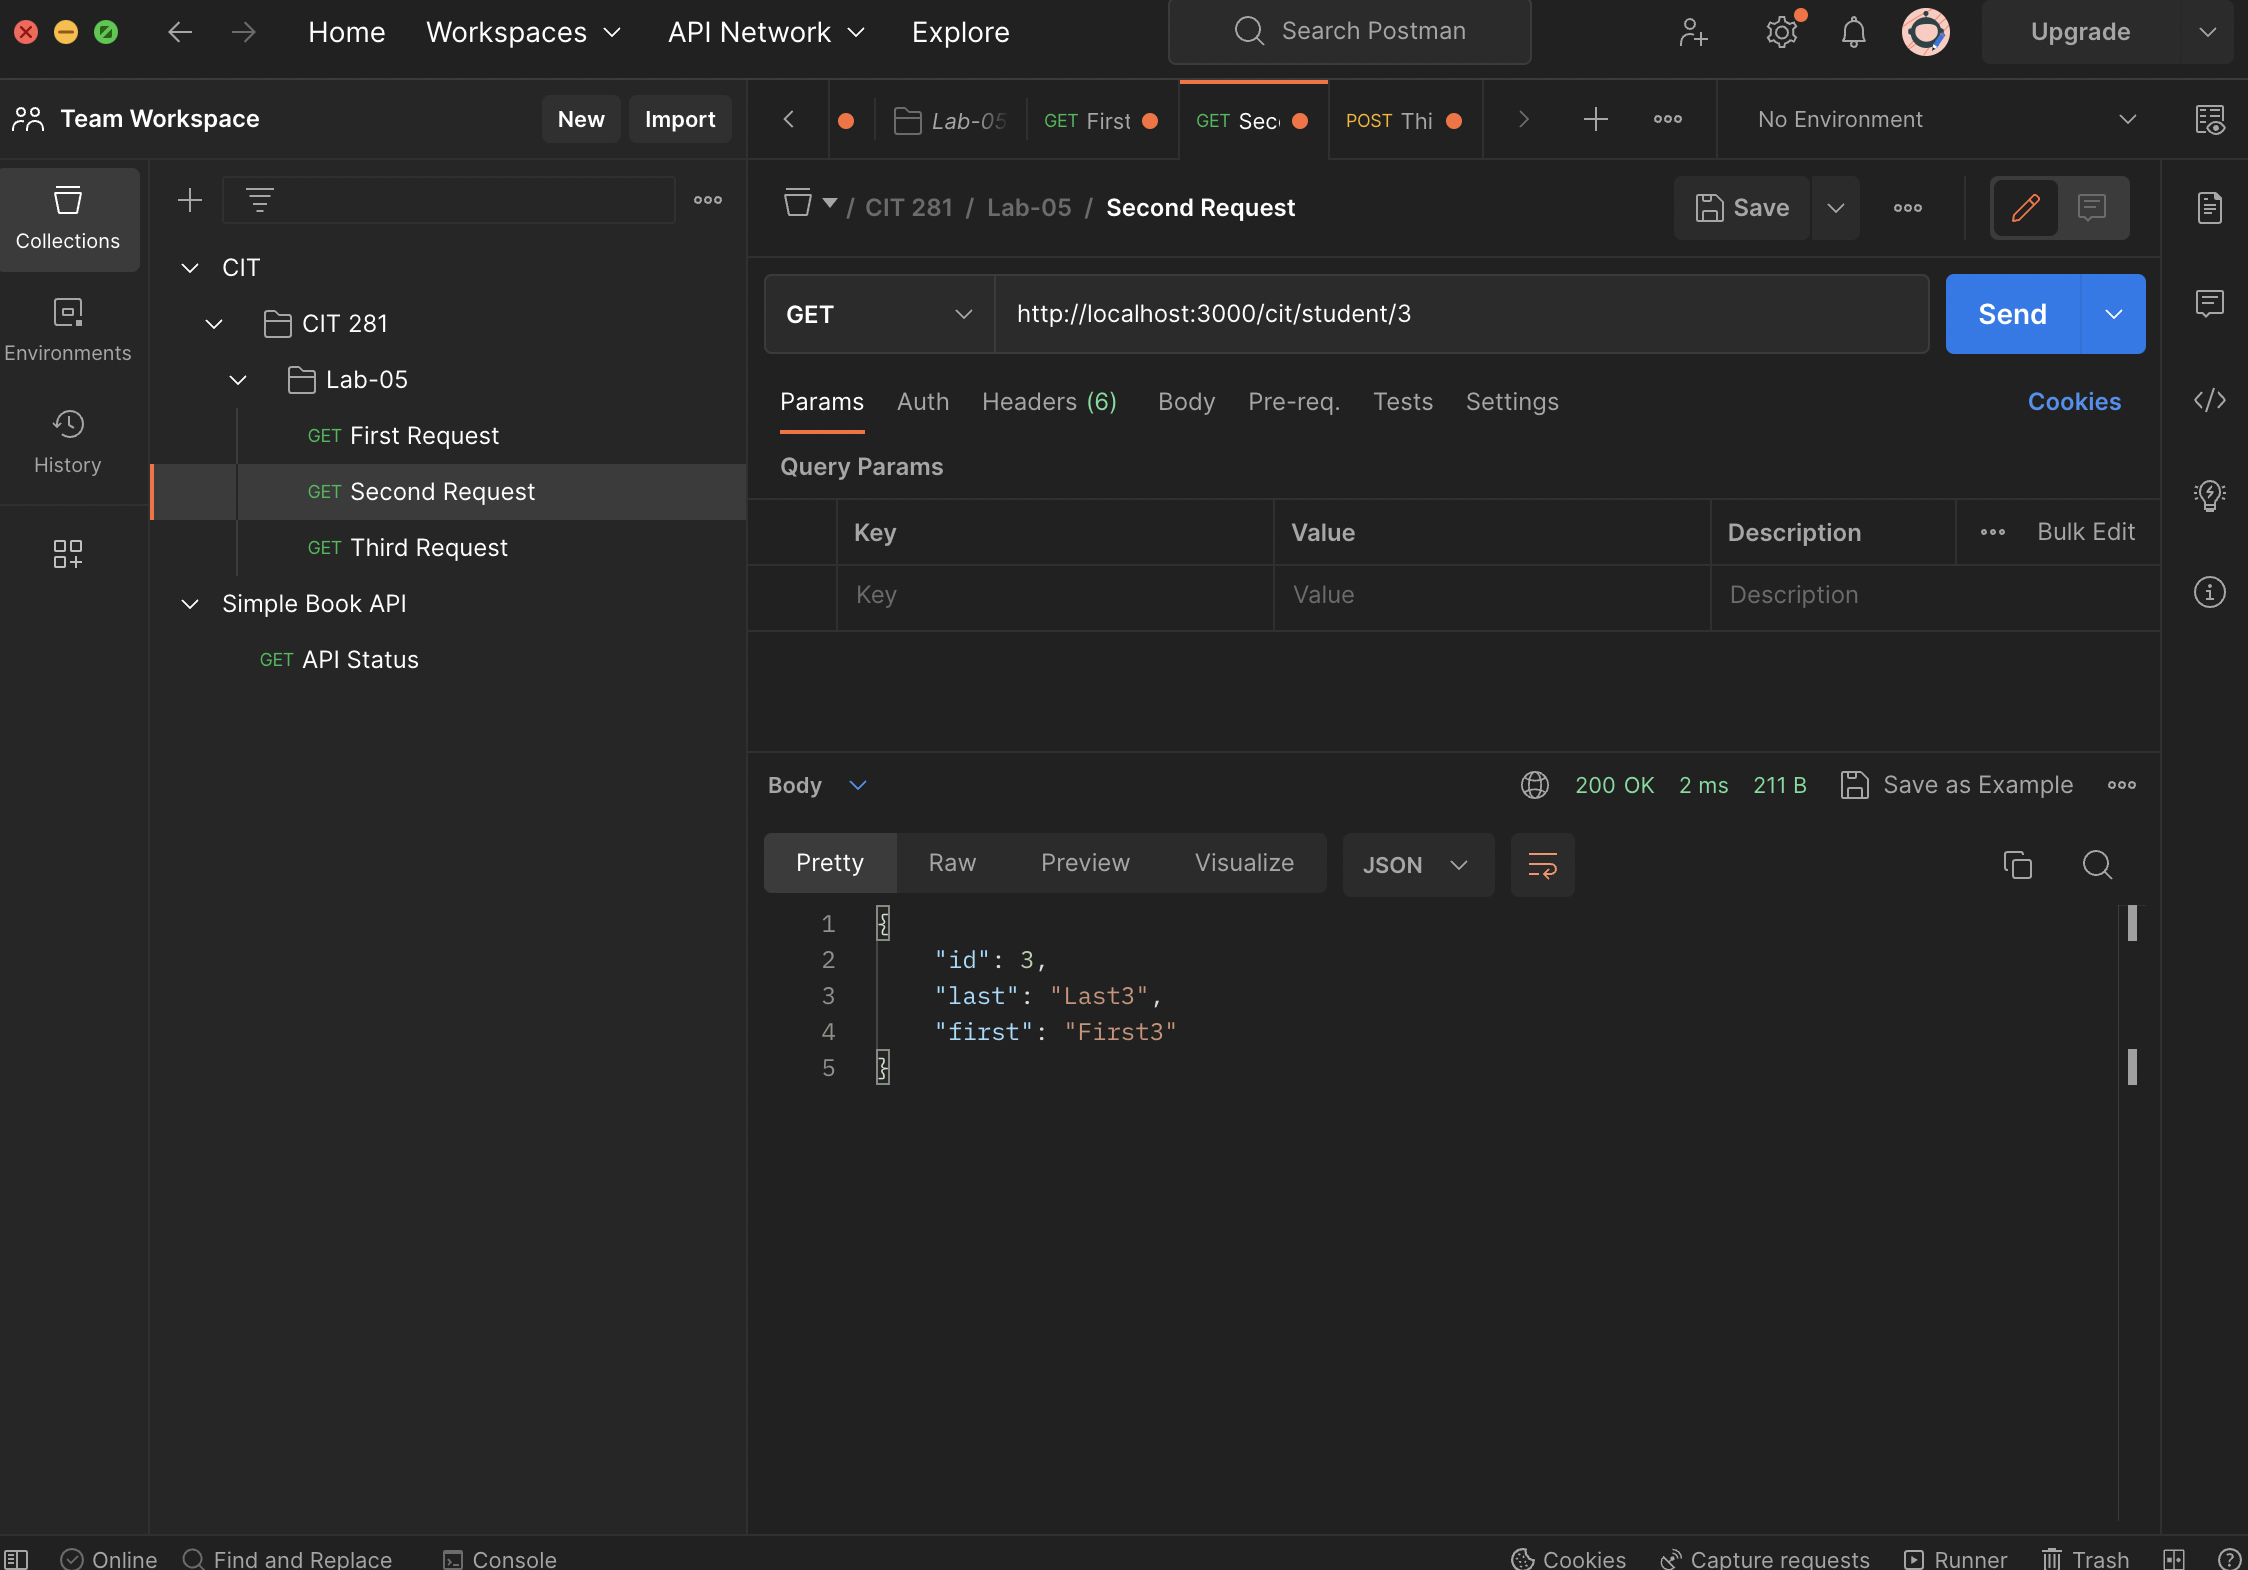 Home Workspaces API Network Explore Search Postman Upgrade
Team Workspace New Import
Lab-05 GET First GET Sec POST Thi No Environment
Collections
Environments
History
CIT
CIT 281
Lab-05
GET First Request
GET Second Request
GET Third Request
Simple Book API
GET API Status
/ CIT 281 / Lab-05 / Second Request Save
GET http://localhost:3000/cit/student/3 Send
Params Auth Headers (6) Body Pre-req. Tests Settings Cookies
Query Params
Key Value Description Bulk Edit
Key Value Description
Body 200 OK 2 ms 211 B Save as Example
Pretty Raw Preview Visualize JSON
1 {
2 "id": 3,
3 "last": "Last3",
4 "first": "First3"
5 }
Online Find and Replace Console Cookies Capture requests Runner Trash